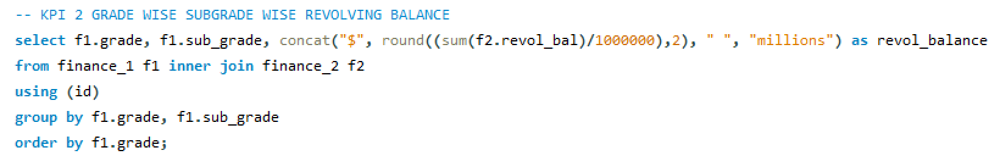 -- KPI 2 GRADE WISE SUBGRADE WISE REVOLVING BALANCE
select f1.grade, f1.sub_grade, concat("$", round((sum(f2.revol_bal)/1000000),2), " ", "millions") as revol_balance
from finance_1 f1 inner join finance_2 f2
using (id)
group by f1.grade, f1.sub_grade
order by f1.grade;